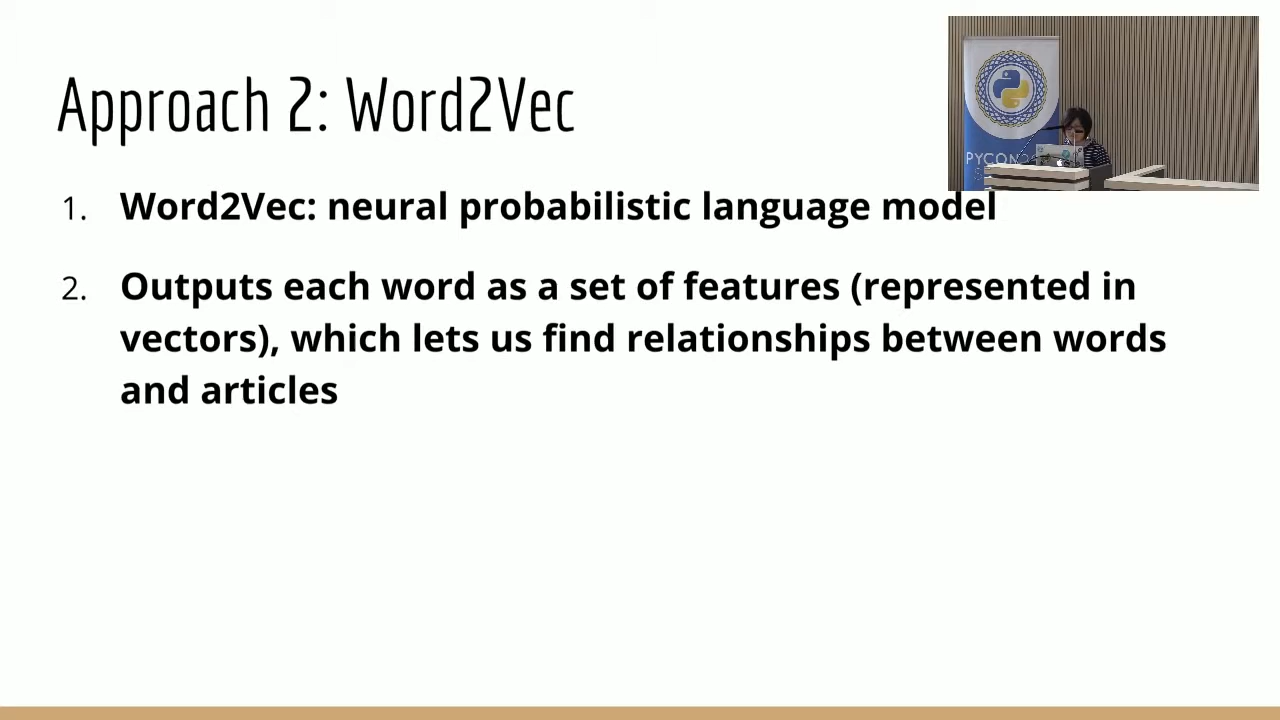 Approach 2: Word2Vec
1. Word2Vec: neural probabilistic language model
2. Outputs each word as a set of features (represented in
vectors), which lets us find relationships between words
and articles